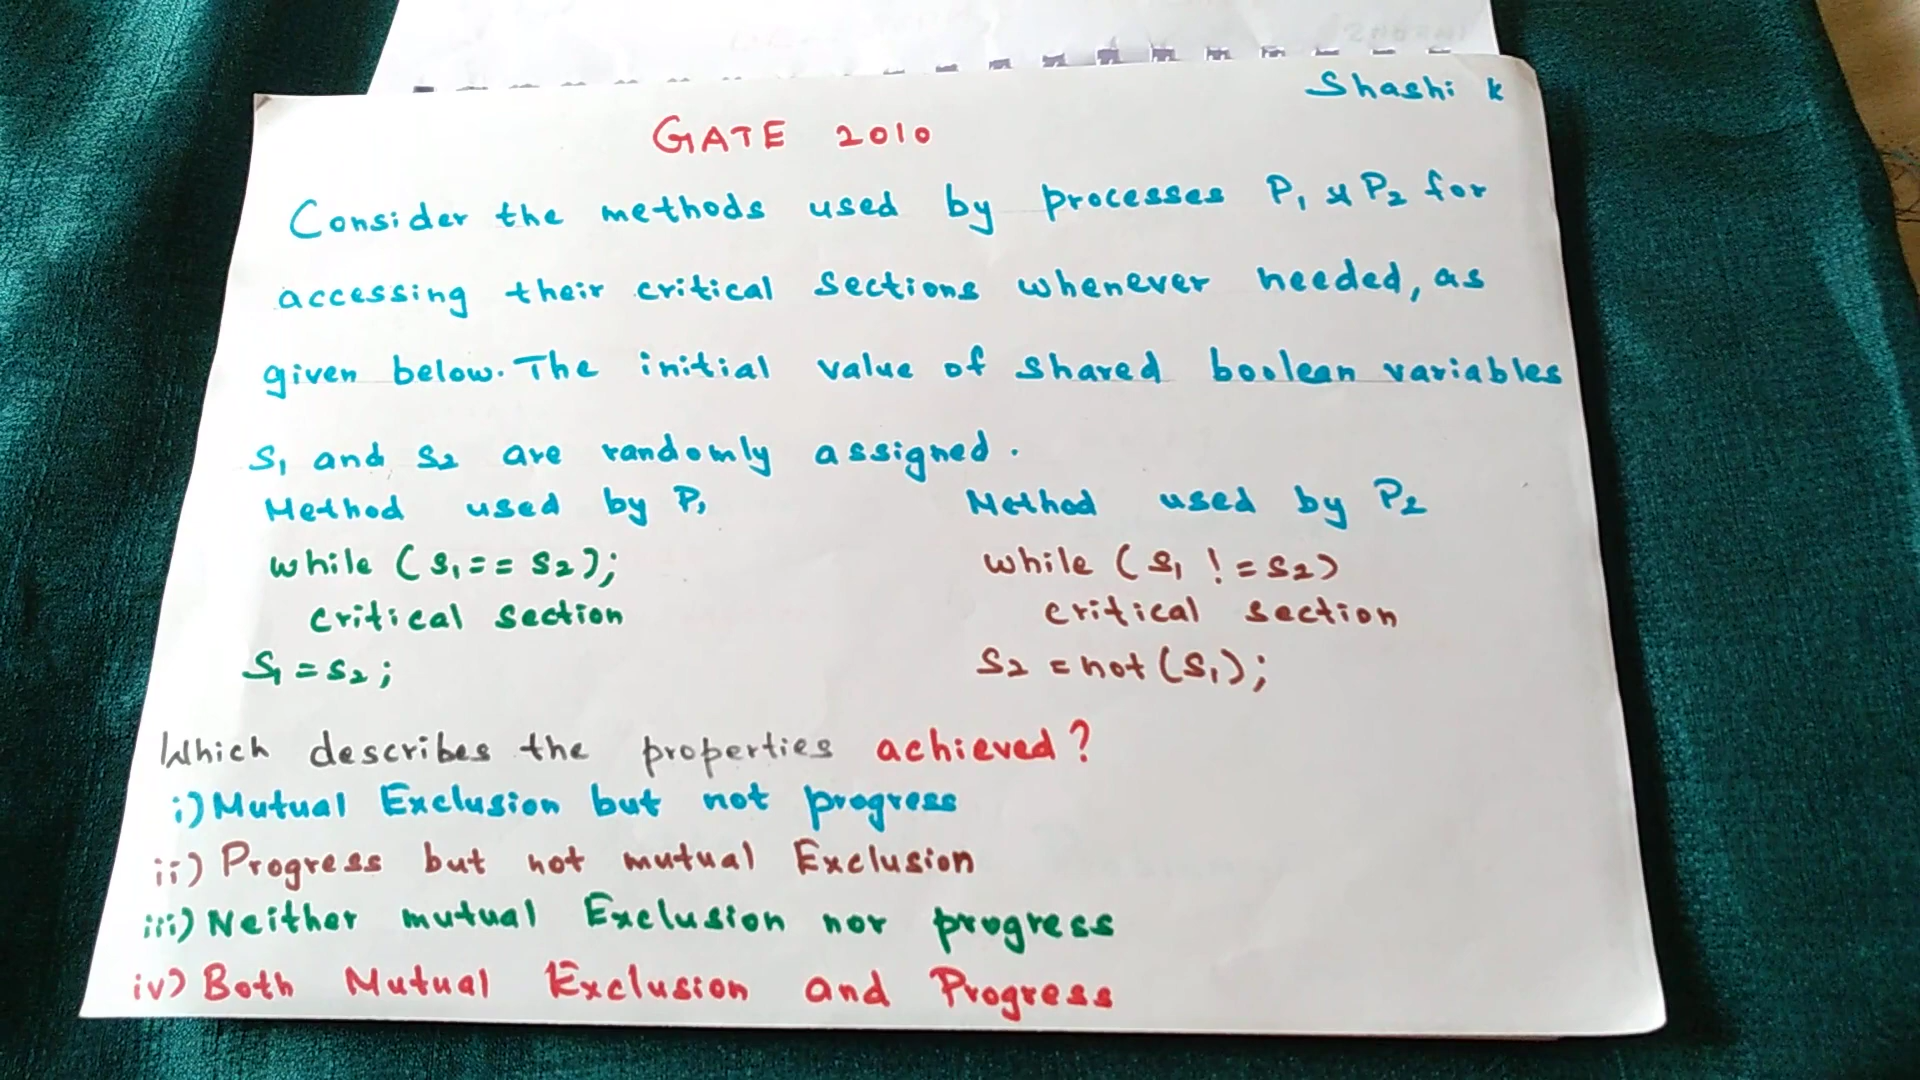 Shashi k
GATE 2010
Consider the methods used by processes P₁ & P₂ for
accessing their critical sections whenever needed, as
given below. The initial value of shared boolean variables
S₁ and S₂ are randomly assigned.
Method used by P₁
while (S₁ == S₂);
critical section
S₁ = S₂;
Method used by P₂
while (S₁ != S₂)
critical section
S₂ = not (S₁);
Which describes the properties achieved?
i) Mutual Exclusion but not progress
ii) Progress but not mutual Exclusion
iii) Neither mutual Exclusion nor progress
iv) Both Mutual Exclusion and Progress